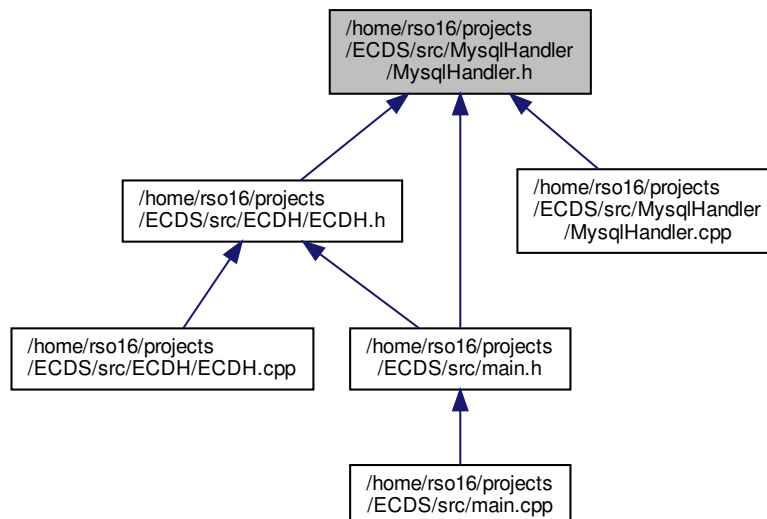 /home/rso16/projects
/ECDS/src/MysqlHandler
/MysqlHandler.h
/home/rso16/projects
/ECDS/src/ECDH/ECDH.h
/home/rso16/projects
/ECDS/src/MysqlHandler
/MysqlHandler.cpp
/home/rso16/projects
/ECDS/src/ECDH/ECDH.cpp
/home/rso16/projects
/ECDS/src/main.h
/home/rso16/projects
/ECDS/src/main.cpp